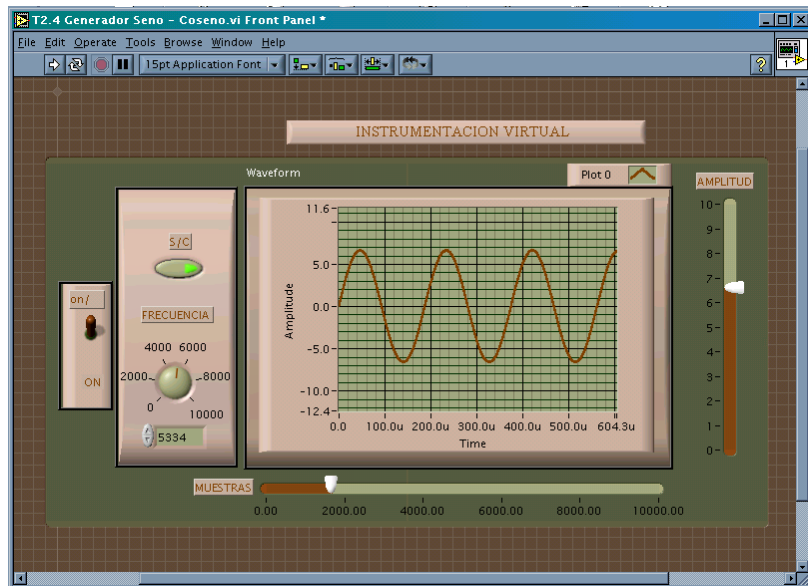 T2.4 Generador Seno - Coseno.vi Front Panel *
File Edit Operate Tools Browse Window Help
15pt Application Font
?
1
INSTRUMENTACION VIRTUAL
Waveform
Plot 0
AMPLITUD
10
9
8
7
6
5
4
3
2
1
0
on/
ON
S/C
FRECUENCIA
4000 6000
2000 8000
0 10000
5334
Amplitude
11.6
5.0
0.0
-5.0
-10.0
-12.4
0.0 100.0u 200.0u 300.0u 400.0u 500.0u 604.3u
Time
MUESTRAS
0.00 2000.00 4000.00 6000.00 8000.00 10000.00